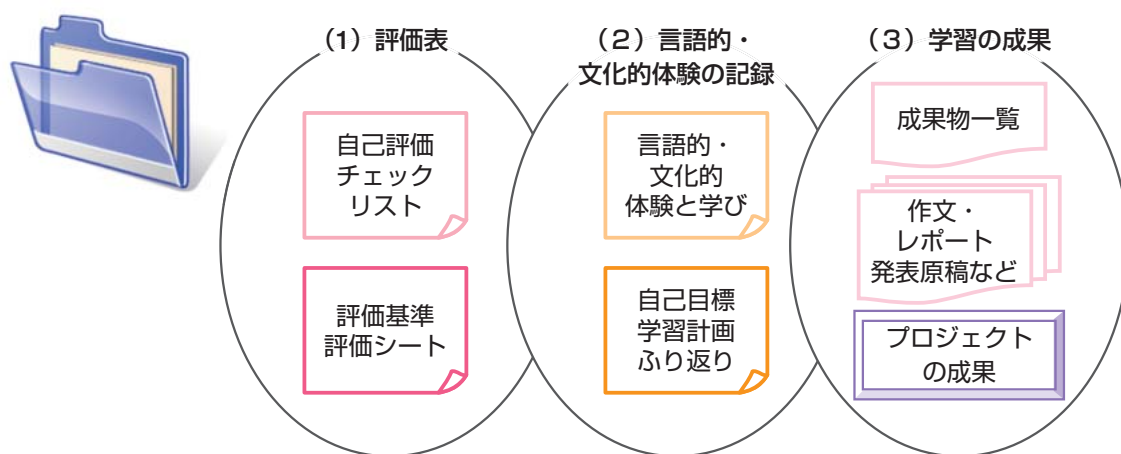 (1)評価表
自己評価
チェック
リスト
評価基準
評価シート
(2)言語的・
文化的体験の記録
言語的・
文化的
体験と学び
自己目標
学習計画
ふり返り
(3)学習の成果
成果物一覧
作文・
レポート
発表原稿など
プロジェクト
の成果